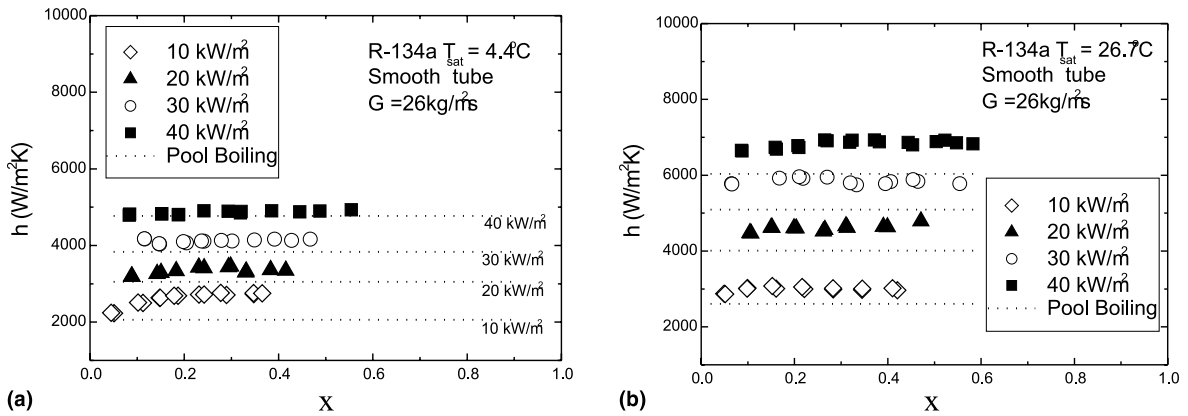 10000
8000
6000
4000
2000
h (W/m²K)
10 kW/m²
20 kW/m²
30 kW/m²
40 kW/m²
Pool Boiling
R-134a Tsat = 4.4°C
Smooth tube
G =26kg/m²s
40 kW/m²
30 kW/m²
20 kW/m²
10 kW/m²
0.0 0.2 0.4 0.6 0.8 1.0
(a) x
10000
8000
6000
4000
2000
h (W/m²K)
R-134a Tsat = 26.7°C
Smooth tube
G =26kg/m²s
10 kW/m²
20 kW/m²
30 kW/m²
40 kW/m²
Pool Boiling
0.0 0.2 0.4 0.6 0.8 1.0
(b) x